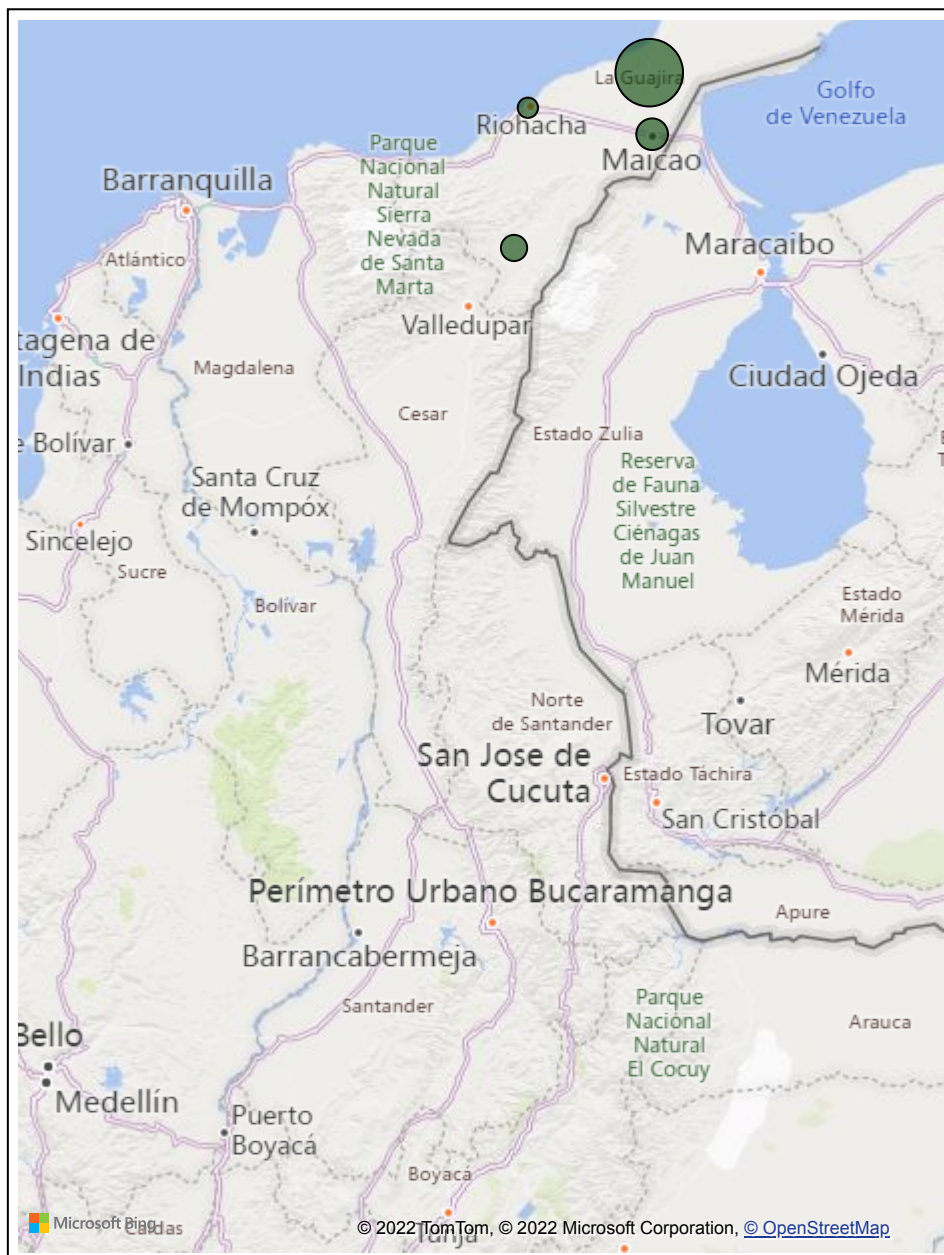 La Guajira
Golfo
de Venezuela
Riohacha
Parque
Nacional
Natural
Sierra
Nevada
de Santa
Marta
Maicao
Barranquilla
Maracaibo
Atlántico
Valledupar
tagena de
Indias
Magdalena
Ciudad Ojeda
Cesar
Estado Zulia
e Bolívar
Reserva
de Fauna
Silvestre
Ciénagas
de Juan
Manuel
Santa Cruz
de Mompóx
Sincelejo
Sucre
Bolívar
Estado
Mérida
Mérida
Norte
de Santander
Tovar
San Jose de
Cucuta
Estado Táchira
San Cristóbal
Perímetro Urbano Bucaramanga
Apure
Barrancabermeja
Santander
Parque
Nacional
Natural
El Cocuy
Arauca
Bello
Medellín
Puerto
Boyacá
Boyacá
Microsoft Bing
Caldas
© 2022 TomTom, © 2022 Microsoft Corporation, © OpenStreetMap
Tunja